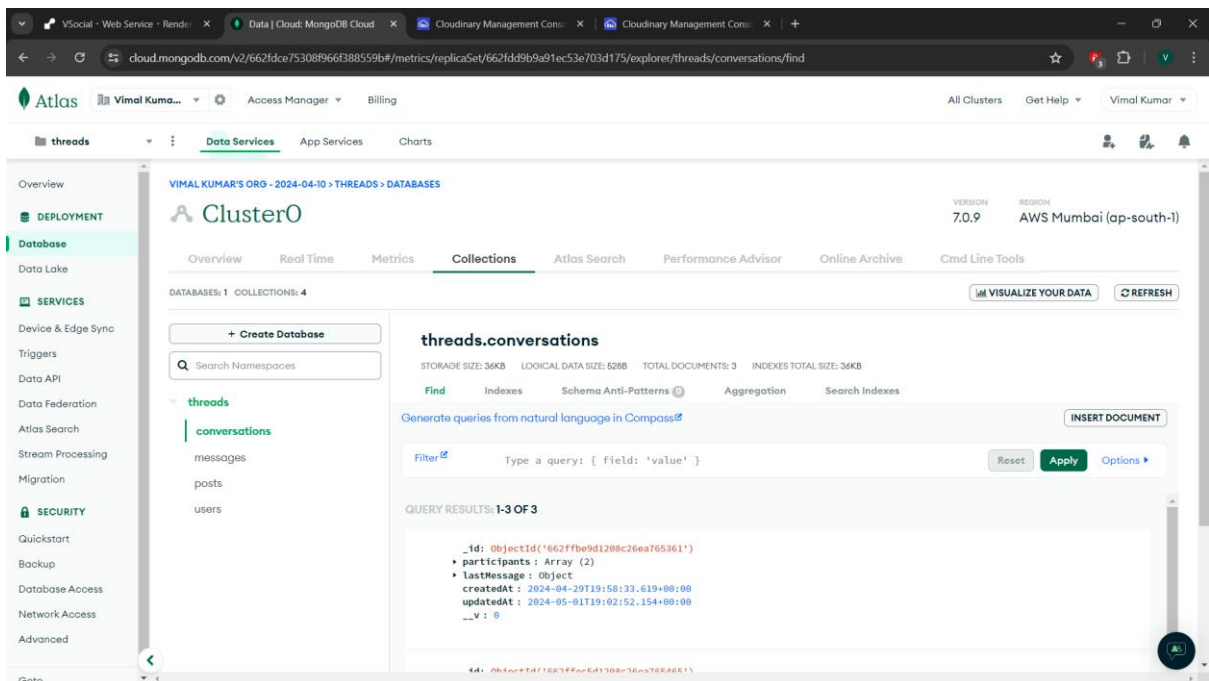 VSocial · Web Service · Render
Data | Cloud: MongoDB Cloud
Cloudinary Management Conso
Cloudinary Management Conso
cloud.mongodb.com/v2/662fdce75308f966f388559b#/metrics/replicaSet/662fdd9b9a91ec53e703d175/explorer/threads/conversations/find
3
V
Atlas
Vimal Kuma...
Access Manager
Billing
All Clusters
Get Help
Vimal Kumar
threads
Data Services
App Services
Charts
Overview
DEPLOYMENT
Database
Data Lake
SERVICES
Device & Edge Sync
Triggers
Data API
Data Federation
Atlas Search
Stream Processing
Migration
SECURITY
Quickstart
Backup
Database Access
Network Access
Advanced
Goto
VIMAL KUMAR'S ORG - 2024-04-10 > THREADS > DATABASES
Cluster0
VERSION
7.0.9
REGION
AWS Mumbai (ap-south-1)
Overview
Real Time
Metrics
Collections
Atlas Search
Performance Advisor
Online Archive
Cmd Line Tools
DATABASES: 1 COLLECTIONS: 4
VISUALIZE YOUR DATA
REFRESH
+ Create Database
Search Namespaces
threads
conversations
messages
posts
users
threads.conversations
STORAGE SIZE: 36KB LOGICAL DATA SIZE: 528B TOTAL DOCUMENTS: 3 INDEXES TOTAL SIZE: 36KB
Find
Indexes
Schema Anti-Patterns 0
Aggregation
Search Indexes
Generate queries from natural language in Compass
INSERT DOCUMENT
Filter
Type a query: { field: 'value' }
Reset
Apply
Options
QUERY RESULTS: 1-3 OF 3
_id: ObjectId('662ffbe9d1208c26ea765361')
participants : Array (2)
lastMessage : Object
createdAt : 2024-04-29T19:58:33.619+00:00
updatedAt : 2024-05-01T19:02:52.154+00:00
__v : 0